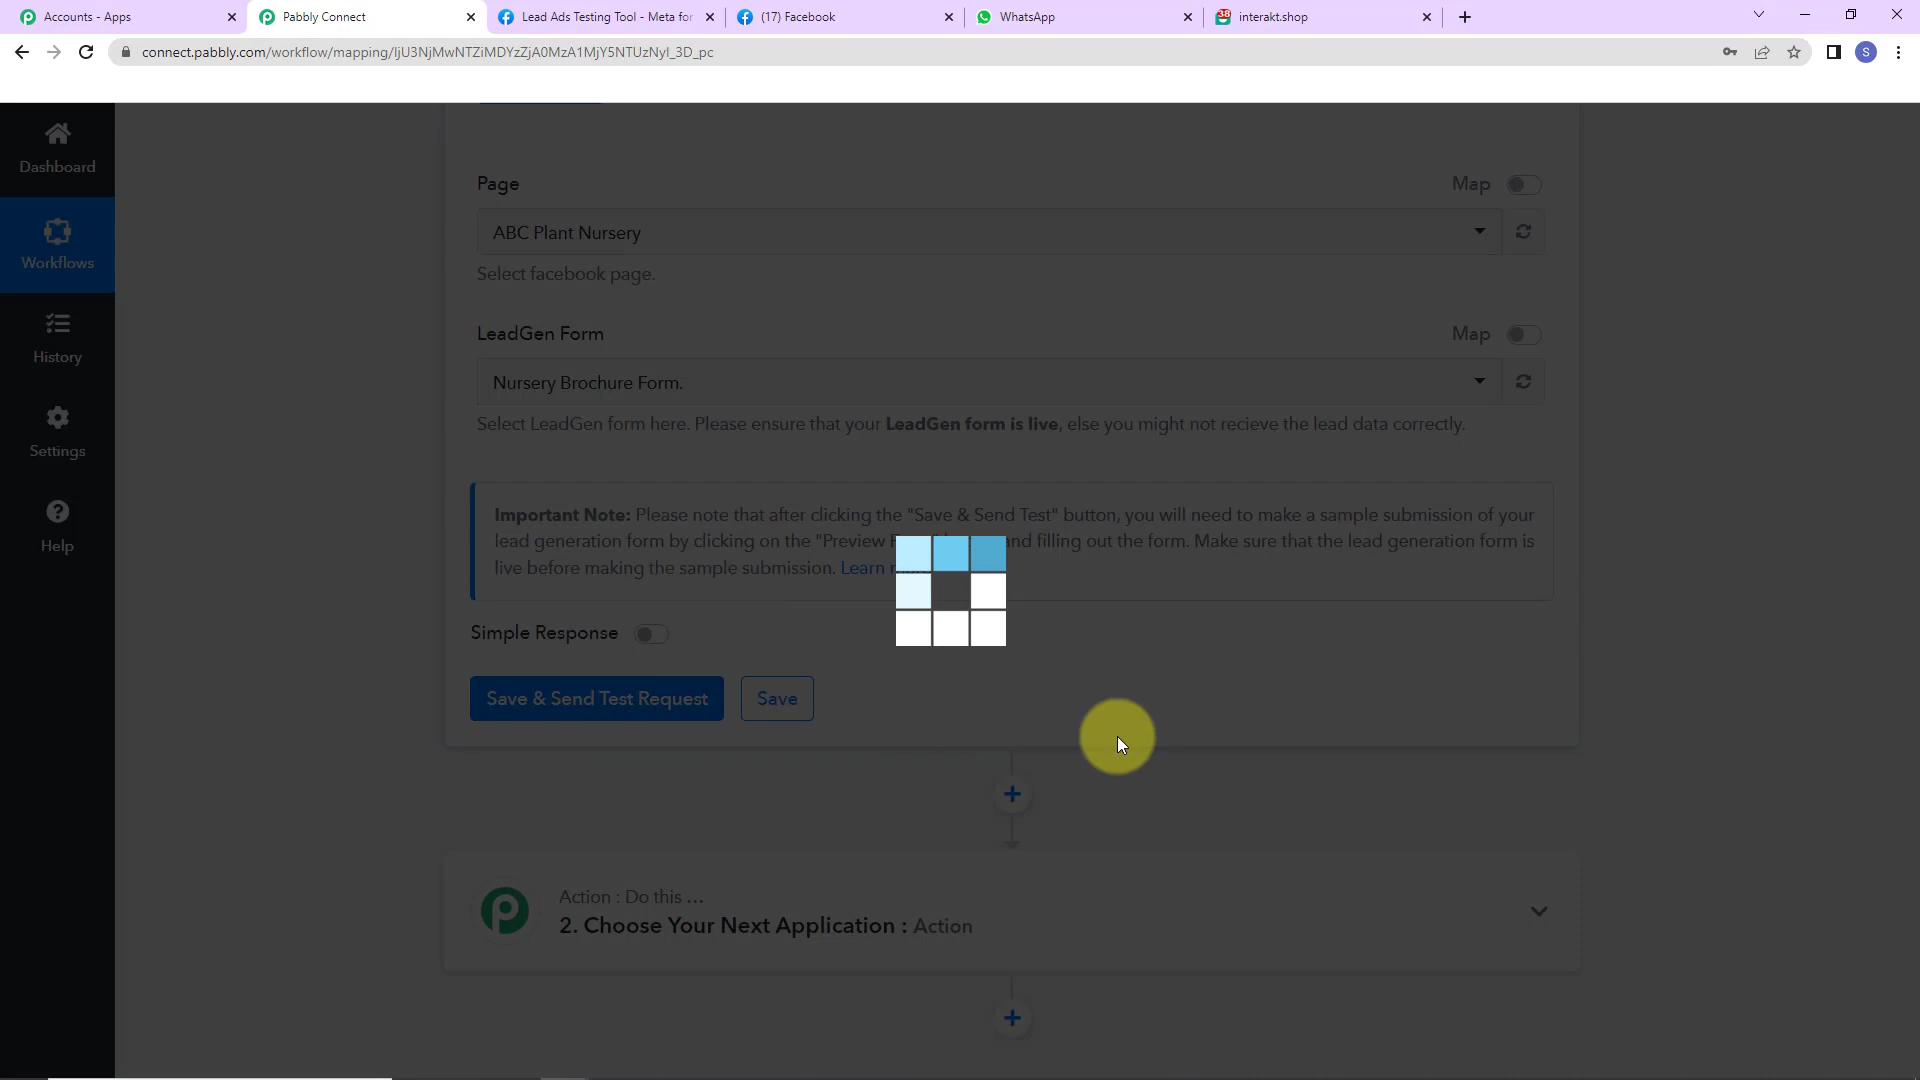 Accounts - Apps
Pabbly Connect
Lead Ads Testing Tool - Meta for
(17) Facebook
WhatsApp
38
interakt.shop
connect.pabbly.com/workflow/mapping/IjU3NjMwNTZiMDYzZjA0MzA1MjY5NTUzNyI_3D_pc
S
Dashboard
Workflows
History
Settings
Help
Page
Map
ABC Plant Nursery
Select facebook page.
LeadGen Form
Map
Nursery Brochure Form.
Select LeadGen form here. Please ensure that your LeadGen form is live, else you might not recieve the lead data correctly.
Important Note: Please note that after clicking the "Save & Send Test" button, you will need to make a sample submission of your
lead generation form by clicking on the "Preview and filling out the form. Make sure that the lead generation form is
live before making the sample submission. Learn
Simple Response
Save & Send Test Request
Save
Action : Do this ...
2. Choose Your Next Application : Action